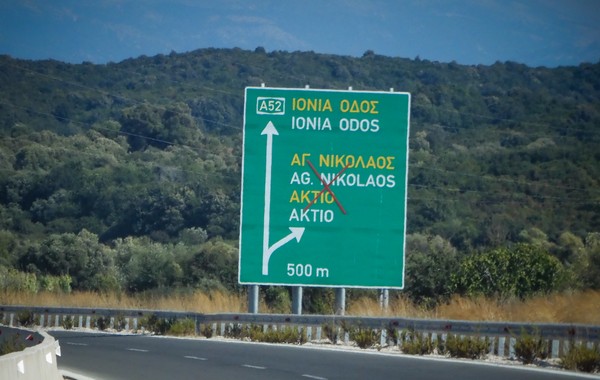 A52 ΙΟΝΙΑ ΟΔΟΣ
IONIA ODOS
ΑΓ. ΝΙΚΟΛΑΟΣ
AG. NIKOLAOS
ΑΚΤΙΟ
AKTIO
500 m